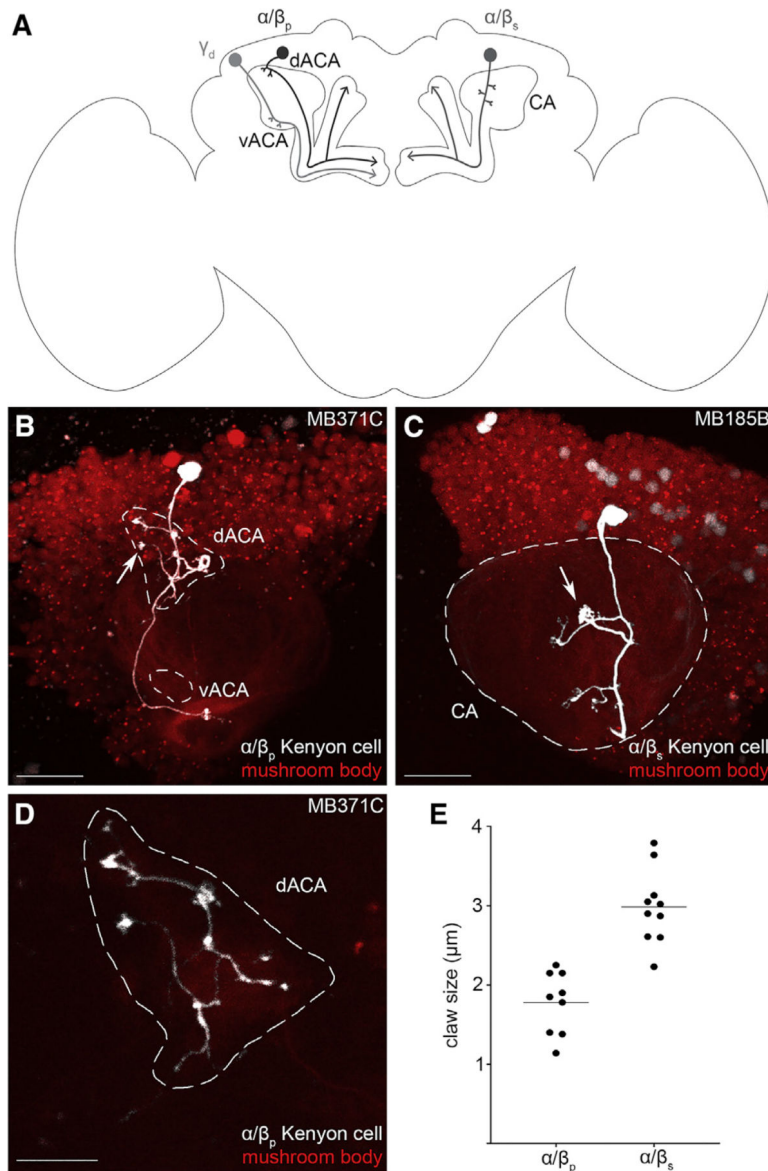 A
α/βp
α/βs
γd
dACA
CA
vACA
B
MB371C
dACA
vACA
α/βp Kenyon cell
mushroom body
C
MB185B
CA
α/βs Kenyon cell
mushroom body
D
MB371C
dACA
α/βp Kenyon cell
mushroom body
E
4
3
2
1
claw size (µm)
α/βp
α/βs